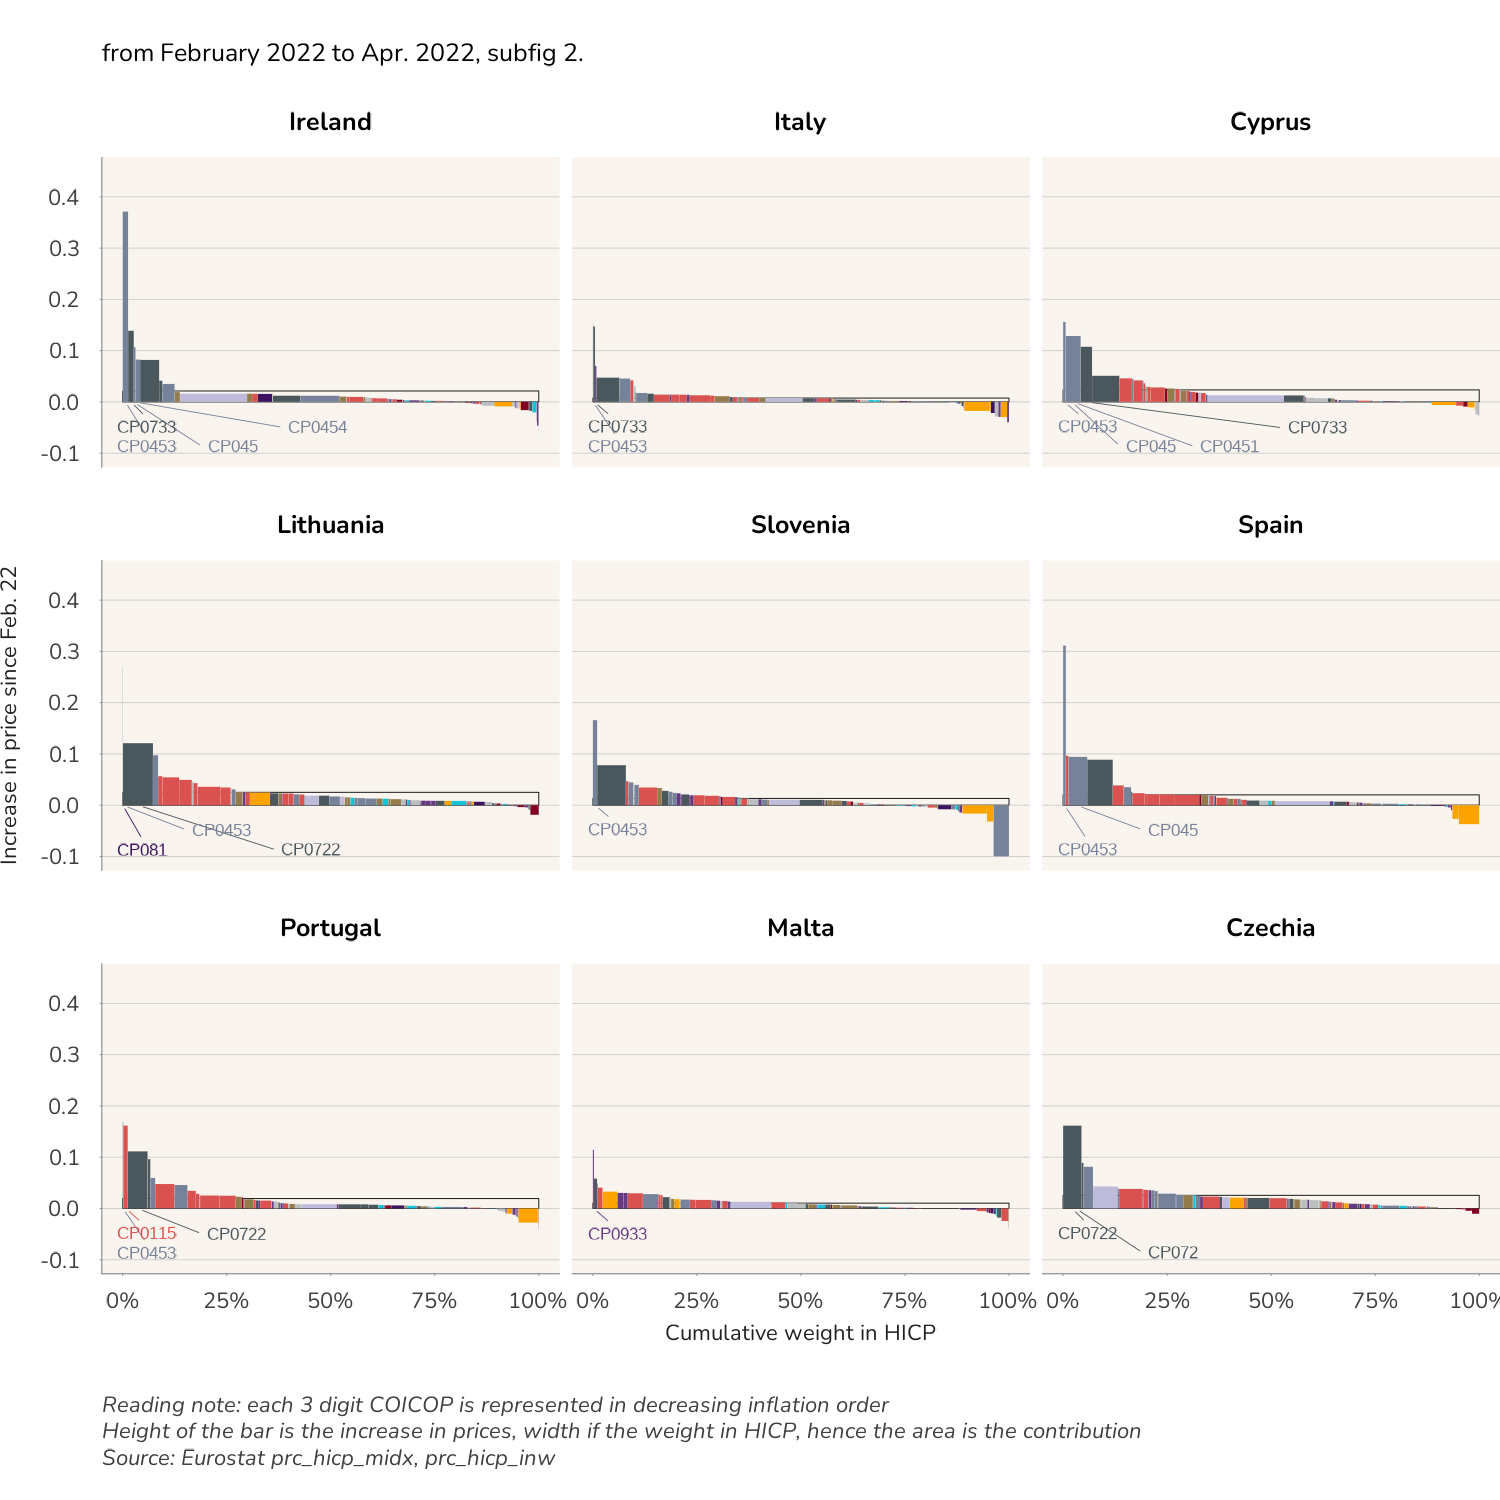 from February 2022 to Apr. 2022, subfig 2.
Ireland
Italy
Cyprus
0.4
0.3
0.2
0.1
0.0
-0.1
CP0733
CP0454
CP0453
CP045
CP0733
CP0453
CP0453
CP0733
CP045
CP0451
Lithuania
Slovenia
Spain
Increase in price since Feb. 22
0.4
0.3
0.2
0.1
0.0
-0.1
CP0453
CP081
CP0722
CP0453
CP045
CP0453
Portugal
Malta
Czechia
0.4
0.3
0.2
0.1
0.0
-0.1
CP0115
CP0722
CP0453
CP0933
CP0722
CP072
0% 25% 50% 75% 100% 0% 25% 50% 75% 100% 0% 25% 50% 75% 100%
Cumulative weight in HICP
Reading note: each 3 digit COICOP is represented in decreasing inflation order
Height of the bar is the increase in prices, width if the weight in HICP, hence the area is the contribution
Source: Eurostat prc_hicp_midx, prc_hicp_inw